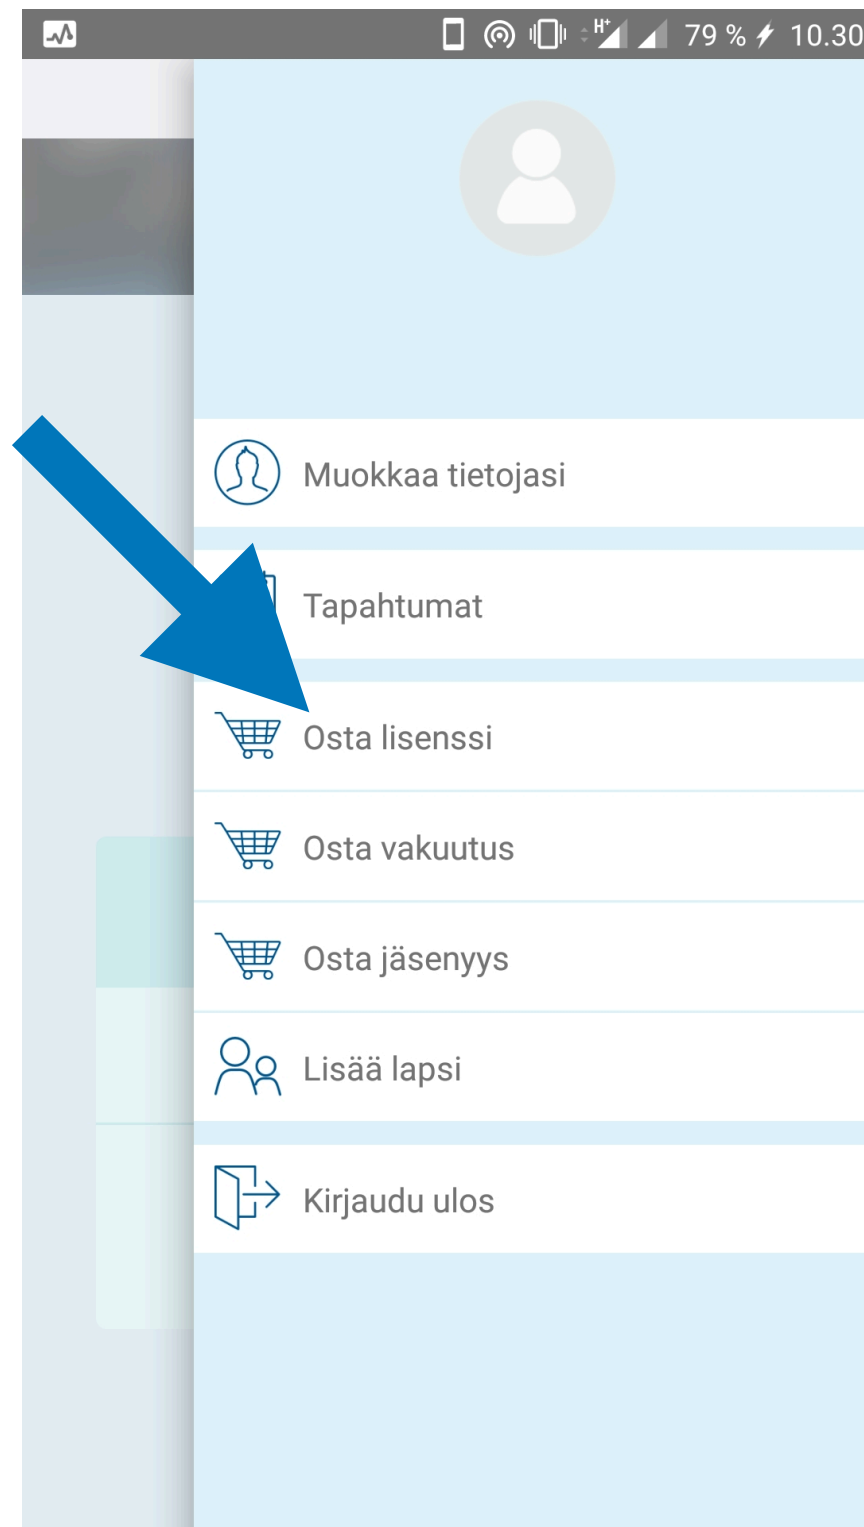 H+ 79 % 10.30
Muokkaa tietojasi
Tapahtumat
Osta lisenssi
Osta vakuutus
Osta jäsenyys
Lisää lapsi
Kirjaudu ulos